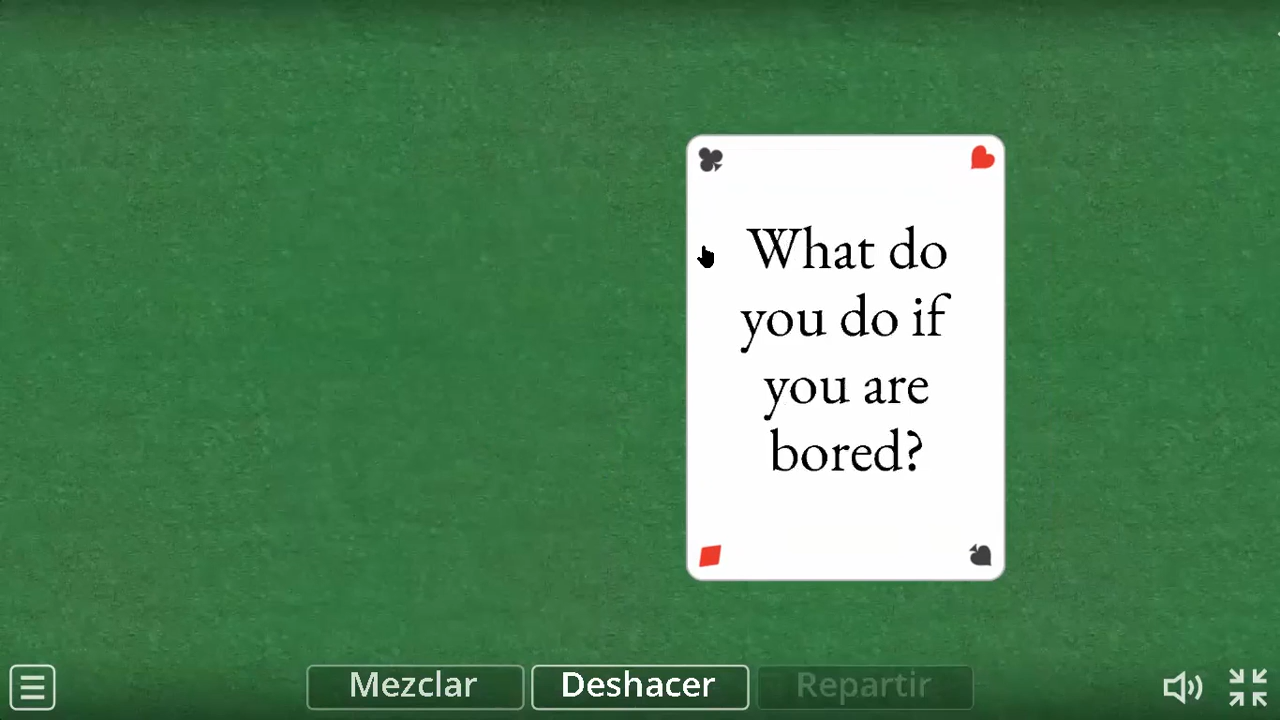 What do
you do if
you are
bored?
Mezclar
Deshacer
Repartir